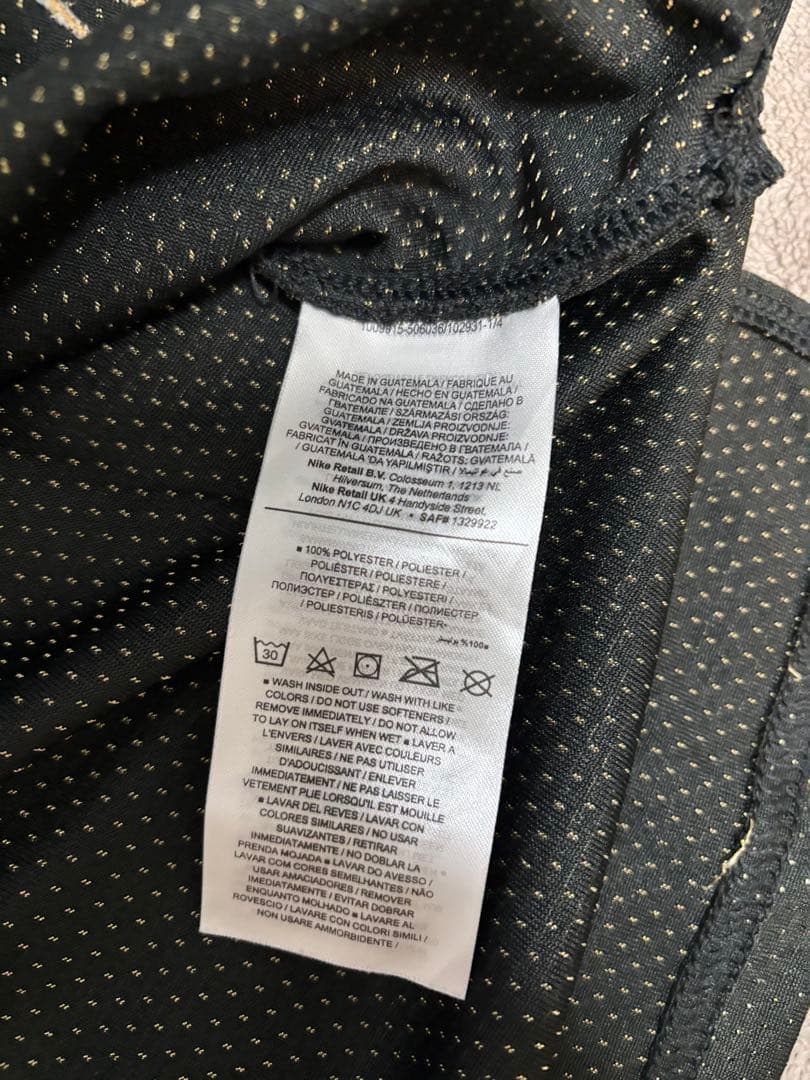 1009815-506036/102931-1/4
MADE IN GUATEMALA / FABRIQUE AU
GUATEMALA / HECHO EN GUATEMALA /
FABRICADO NA GUATEMALA / СДЕЛАНО В
ГВАТЕМАЛЕ / SZÁRMAZÁSI ORSZÁG:
GUATEMALA / ZEMLJA PROIZVODNJE:
GVATEMALA / DRŽAVA PROIZVODNJE:
GVATEMALA / ПРОИЗВЕДЕНО В ГВАТЕМАЛА /
FABRICAT ÎN GUATEMALA / RAŽOTS: GVATEMALĀ
/ GUATEMALA 'DA YAPILMIŞTIR / صنع في غواتيمالا /
Nike Retail B.V. Colosseum 1, 1213 NL
Hilversum, The Netherlands
Nike Retail UK 4 Handyside Street,
London N1C 4DJ UK • SAF# 1329922
■ 100% POLYESTER / POLIESTER /
POLIÉSTER / POLIESTERE /
ΠΟΛΥΕΣΤΕΡΑΣ / POLYESTERI /
ПОЛИЭСТЕР / POLIÉSZTER / ПОЛИЕСТЕР
/ POLIESTERIS / POLÜESTER•
■100% بوليستر
30
■ WASH INSIDE OUT / WASH WITH LIKE
COLORS / DO NOT USE SOFTENERS /
REMOVE IMMEDIATELY / DO NOT ALLOW
TO LAY ON ITSELF WHEN WET ■ LAVER A
L'ENVERS / LAVER AVEC COULEURS
SIMILAIRES / NE PAS UTILISER
D'ADOUCISSANT / ENLEVER
IMMEDIATEMENT / NE PAS LAISSER LE
VETEMENT PLIE LORSQU'IL EST MOUILLE
■ LAVAR DEL REVES / LAVAR CON
COLORES SIMILARES / NO USAR
SUAVIZANTES / RETIRAR
INMEDIATAMENTE / NO DOBLAR LA
PRENDA MOJADA ■ LAVAR DO AVESSO /
LAVAR COM CORES SEMELHANTES / NÃO
USAR AMACIADORES / REMOVER
IMEDIATAMENTE / EVITAR DOBRAR
ENQUANTO MOLHADO ■ LAVARE AL
ROVESCIO / LAVARE CON COLORI SIMILI /
NON USARE AMMORBIDENTE /